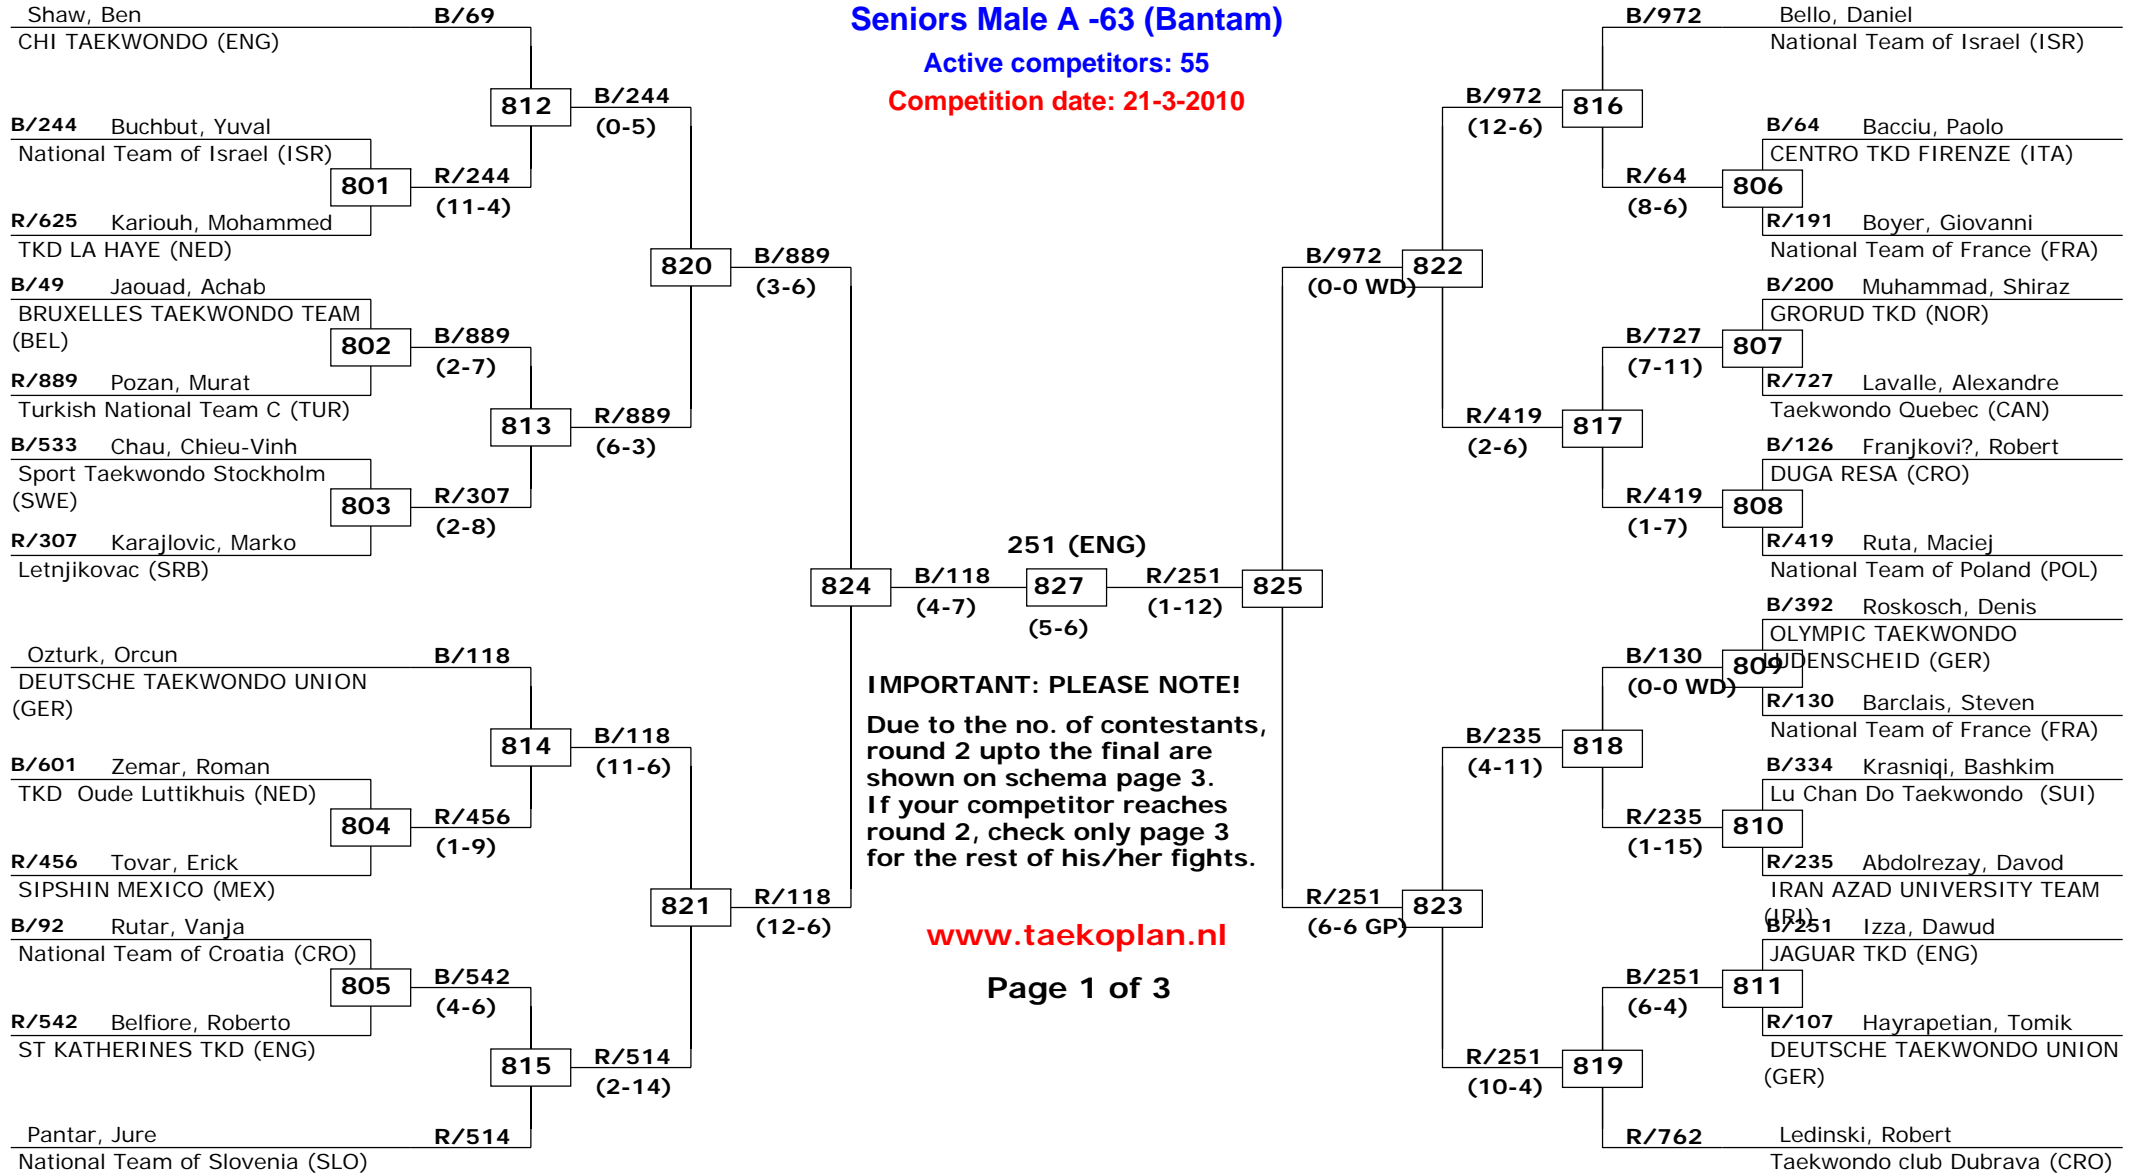 Seniors Male A -63 (Bantam)
Active competitors: 55
Competition date: 21-3-2010
Shaw, Ben
B/69
CHI TAEKWONDO (ENG)
812
B/244
(0-5)
B/244 Buchbut, Yuval
National Team of Israel (ISR)
801
R/244
(11-4)
R/625 Kariouh, Mohammed
TKD LA HAYE (NED)
820
B/889
(3-6)
B/49 Jaouad, Achab
BRUXELLES TAEKWONDO TEAM
(BEL)
802
B/889
(2-7)
R/889 Pozan, Murat
Turkish National Team C (TUR)
813
R/889
(6-3)
B/533 Chau, Chieu-Vinh
Sport Taekwondo Stockholm
(SWE)
803
R/307
(2-8)
R/307 Karajlovic, Marko
Letnjikovac (SRB)
824
B/118
(4-7)
251 (ENG)
827
(5-6)
R/251
(1-12)
825
Ozturk, Orcun
B/118
DEUTSCHE TAEKWONDO UNION
(GER)
814
B/118
(11-6)
B/601 Zemar, Roman
TKD Oude Luttikhuis (NED)
804
R/456
(1-9)
R/456 Tovar, Erick
SIPSHIN MEXICO (MEX)
821
R/118
(12-6)
B/92 Rutar, Vanja
National Team of Croatia (CRO)
805
B/542
(4-6)
R/542 Belfiore, Roberto
ST KATHERINES TKD (ENG)
815
R/514
(2-14)
Pantar, Jure
R/514
National Team of Slovenia (SLO)
IMPORTANT: PLEASE NOTE!
Due to the no. of contestants,
round 2 upto the final are
shown on schema page 3.
If your competitor reaches
round 2, check only page 3
for the rest of his/her fights.
www.taekoplan.nl
Page 1 of 3
B/972
Bello, Daniel
National Team of Israel (ISR)
B/972
(12-6)
816
B/64 Bacciu, Paolo
CENTRO TKD FIRENZE (ITA)
R/64
(8-6)
806
R/191 Boyer, Giovanni
National Team of France (FRA)
B/972
(0-0 WD)
822
B/200 Muhammad, Shiraz
GRORUD TKD (NOR)
B/727
(7-11)
807
R/727 Lavalle, Alexandre
Taekwondo Quebec (CAN)
R/419
(2-6)
817
B/126 Franjkovi?, Robert
DUGA RESA (CRO)
R/419
(1-7)
808
R/419 Ruta, Maciej
National Team of Poland (POL)
B/392 Roskosch, Denis
OLYMPIC TAEKWONDO
LUDENSCHEID (GER)
B/130
(0-0 WD)
809
R/130 Barclais, Steven
National Team of France (FRA)
B/235
(4-11)
818
B/334 Krasniqi, Bashkim
Lu Chan Do Taekwondo (SUI)
R/235
(1-15)
810
R/235 Abdolrezay, Davod
IRAN AZAD UNIVERSITY TEAM
(IRI)
R/251
(6-6 GP)
823
B/251 Izza, Dawud
JAGUAR TKD (ENG)
B/251
(6-4)
811
R/107 Hayrapetian, Tomik
DEUTSCHE TAEKWONDO UNION
(GER)
R/251
(10-4)
819
R/762
Ledinski, Robert
Taekwondo club Dubrava (CRO)